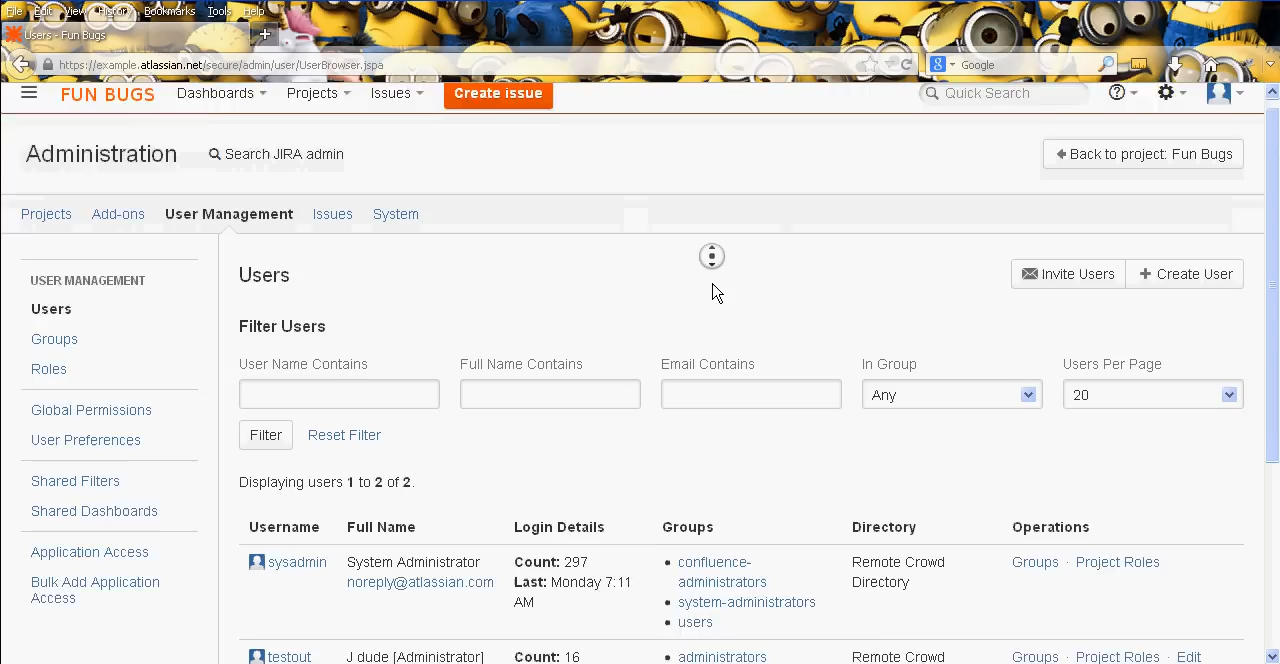 File Edit View History Bookmarks Tools Help
Users - Fun Bugs
https://example.atlassian.net/secure/admin/user/UserBrowser.jspa
Google
FUN BUGS Dashboards Projects Issues Create issue Quick Search
Administration Search JIRA admin Back to project: Fun Bugs
Projects Add-ons User Management Issues System
USER MANAGEMENT
Users
Groups
Roles
Global Permissions
User Preferences
Shared Filters
Shared Dashboards
Application Access
Bulk Add Application
Access
Users
Invite Users Create User
Filter Users
User Name Contains Full Name Contains Email Contains In Group Users Per Page
Any 20
Filter Reset Filter
Displaying users 1 to 2 of 2.
Username Full Name Login Details Groups Directory Operations
sysadmin System Administrator Count: 297 confluence- Remote Crowd Groups · Project Roles
noreply@atlassian.com Last: Monday 7:11 administrators Directory
AM system-administrators
users
testout J dude [Administrator] Count: 16 administrators Remote Crowd Groups · Project Roles · Edit